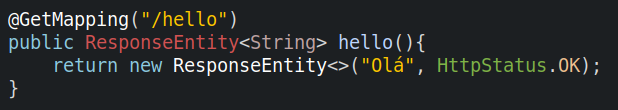 @GetMapping("/hello")
public ResponseEntity<String> hello(){
    return new ResponseEntity<>("Olá", HttpStatus.OK);
}